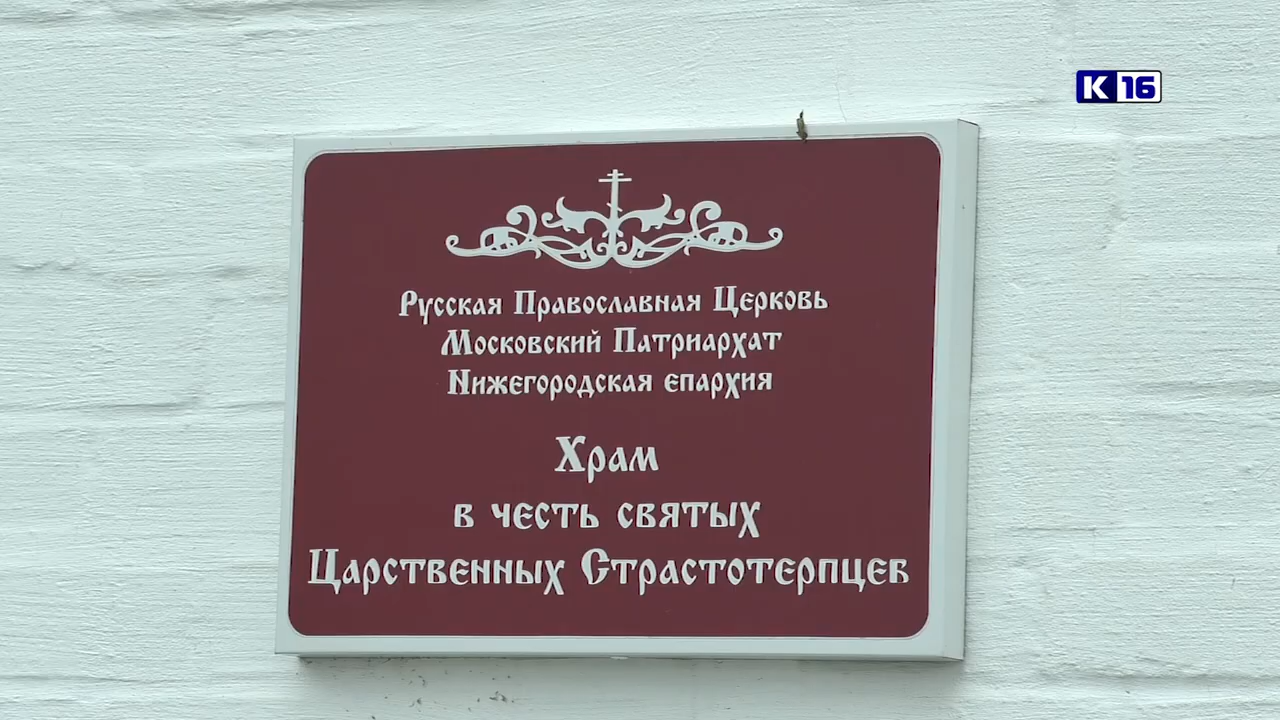 К 16
Русская Православная Церковь
Московский Патриархат
Нижегородская епархия
Храм
в честь святых
Царственных Страстотерпцев